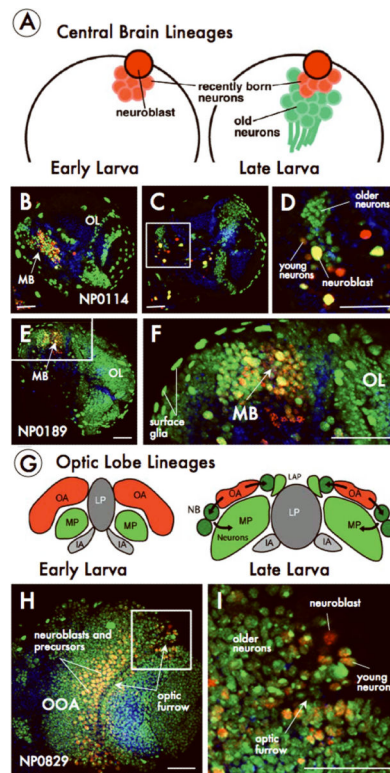 A Central Brain Lineages
recently born
neurons
neuroblast
old
neurons
Early Larva
Late Larva
B
OL
MB
NP0114
C
D
older
neurons
young
neurons
neuroblast
E
MB
OL
NP0189
F
surface
glia
MB
OL
G Optic Lobe Lineages
OA
LP
OA
MP
MP
IA
IA
LAP
NB
OA
OA
LP
MP
MP
Neurons
IA
IA
Early Larva
Late Larva
H
neuroblasts and
precursors
OOA
optic
furrow
NP0829
I
neuroblast
older
neurons
young
neuron
optic
furrow